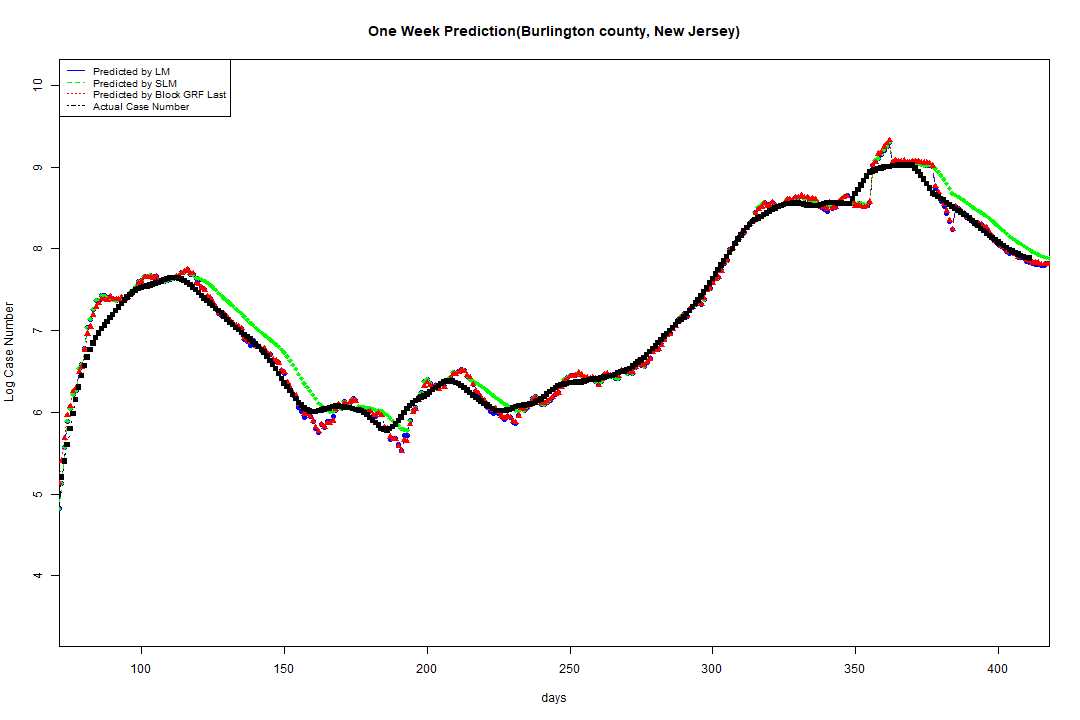 One Week Prediction(Burlington county, New Jersey)
Predicted by LM
Predicted by SLM
Predicted by Block GRF Last
Actual Case Number
10
9
8
7
6
5
4
Log Case Number
100 150 200 250 300 350 400
days